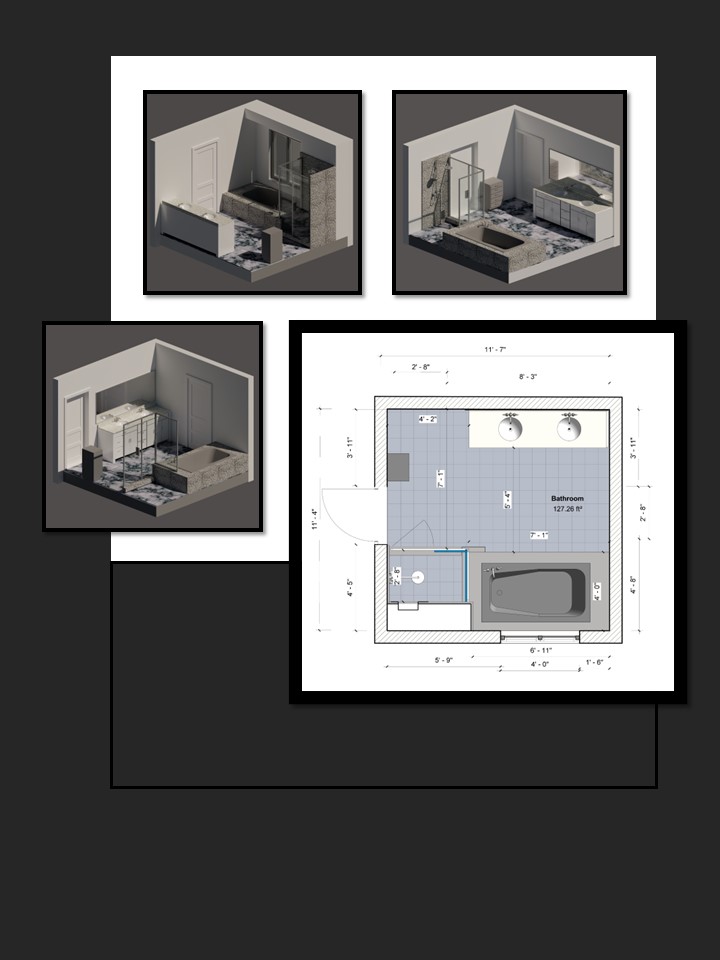 11' - 7"
2' - 8"
8' - 3"
4' - 2"
3' - 11"
3' - 11"
7' - 1"
5' - 4"
Bathroom
127.26 ft²
2' - 8"
11' - 4"
7' - 1"
4' - 5"
2' - 8"
4' - 0"
4' - 8"
6' - 11"
5' - 9"
4' - 0"
1' - 6"